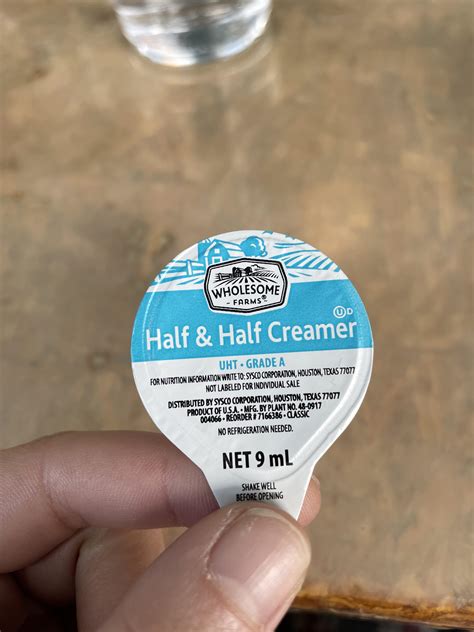 WHOLESOME
FARMS®
Half & Half Creamer
U D
UHT • GRADE A
FOR NUTRITION INFORMATION WRITE TO: SYSCO CORPORATION, HOUSTON, TEXAS 77077
NOT LABELED FOR INDIVIDUAL SALE
DISTRIBUTED BY SYSCO CORPORATION, HOUSTON, TEXAS 77077
PRODUCT OF U.S.A. • MFG. BY PLANT NO. 48-0917
004066 • REORDER # 7166386 • CLASSIC
NO REFRIGERATION NEEDED.
NET 9 mL
SHAKE WELL
BEFORE OPENING